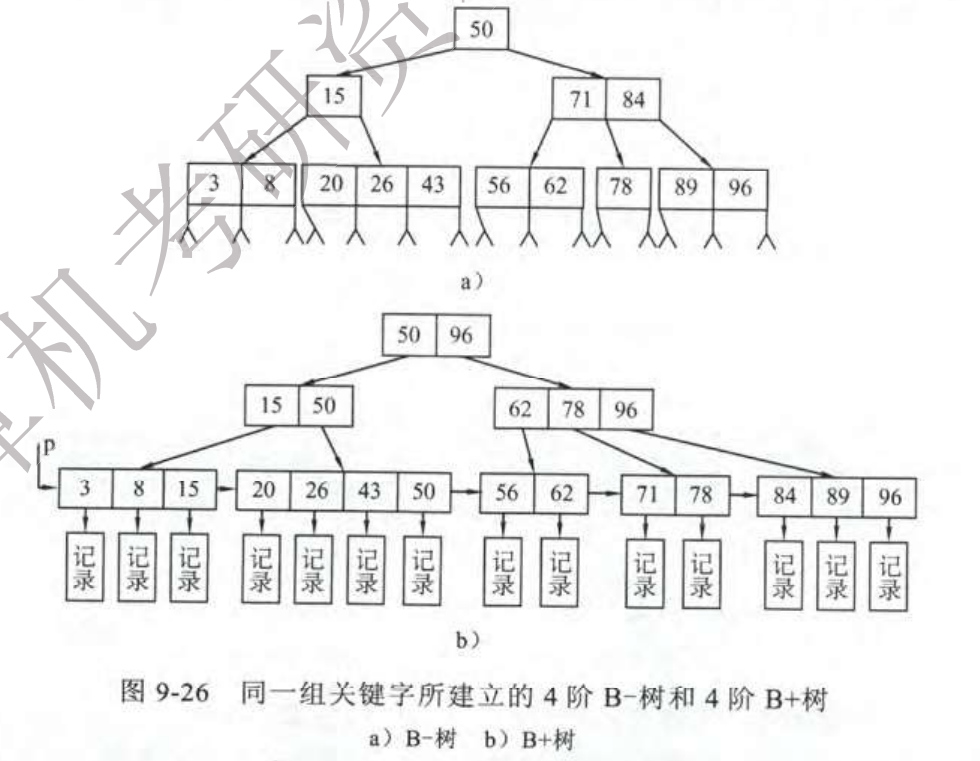 50
15 71 84
3 8 20 26 43 56 62 78 89 96
a）
50 96
15 50 62 78 96
p
3 8 15 20 26 43 50 56 62 71 78 84 89 96
记录 记录 记录 记录 记录 记录 记录 记录 记录 记录 记录 记录 记录 记录
b）
图 9-26 同一组关键字所建立的 4 阶 B-树和 4 阶 B+树
a）B-树 b）B+树
机考研资